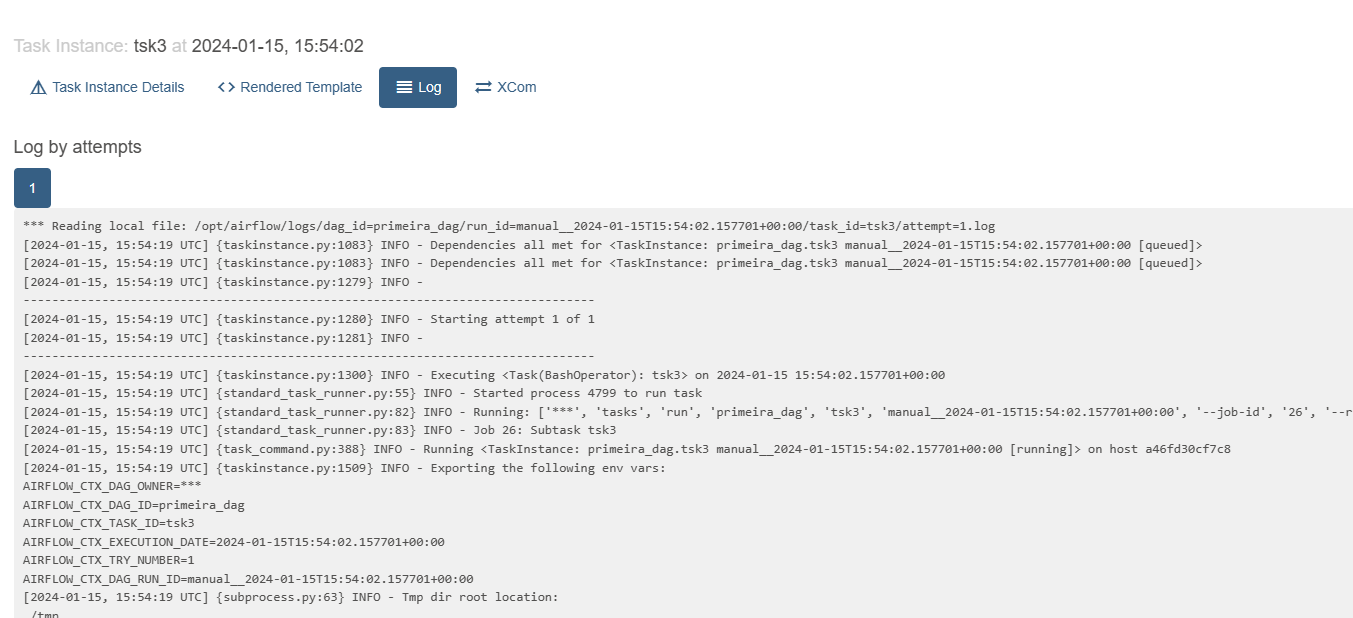 Task Instance: tsk3 at 2024-01-15, 15:54:02
Task Instance Details <> Rendered Template Log XCom
Log by attempts
1
*** Reading local file: /opt/airflow/logs/dag_id=primeira_dag/run_id=manual__2024-01-15T15:54:02.157701+00:00/task_id=tsk3/attempt=1.log
[2024-01-15, 15:54:19 UTC] {taskinstance.py:1083} INFO - Dependencies all met for <TaskInstance: primeira_dag.tsk3 manual__2024-01-15T15:54:02.157701+00:00 [queued]>
[2024-01-15, 15:54:19 UTC] {taskinstance.py:1083} INFO - Dependencies all met for <TaskInstance: primeira_dag.tsk3 manual__2024-01-15T15:54:02.157701+00:00 [queued]>
[2024-01-15, 15:54:19 UTC] {taskinstance.py:1279} INFO -
--------------------------------------------------------------------------------
[2024-01-15, 15:54:19 UTC] {taskinstance.py:1280} INFO - Starting attempt 1 of 1
[2024-01-15, 15:54:19 UTC] {taskinstance.py:1281} INFO -
--------------------------------------------------------------------------------
[2024-01-15, 15:54:19 UTC] {taskinstance.py:1300} INFO - Executing <Task(BashOperator): tsk3> on 2024-01-15 15:54:02.157701+00:00
[2024-01-15, 15:54:19 UTC] {standard_task_runner.py:55} INFO - Started process 4799 to run task
[2024-01-15, 15:54:19 UTC] {standard_task_runner.py:82} INFO - Running: ['***', 'tasks', 'run', 'primeira_dag', 'tsk3', 'manual__2024-01-15T15:54:02.157701+00:00', '--job-id', '26', '--r
[2024-01-15, 15:54:19 UTC] {standard_task_runner.py:83} INFO - Job 26: Subtask tsk3
[2024-01-15, 15:54:19 UTC] {task_command.py:388} INFO - Running <TaskInstance: primeira_dag.tsk3 manual__2024-01-15T15:54:02.157701+00:00 [running]> on host a46fd30cf7c8
[2024-01-15, 15:54:19 UTC] {taskinstance.py:1509} INFO - Exporting the following env vars:
AIRFLOW_CTX_DAG_OWNER=***
AIRFLOW_CTX_DAG_ID=primeira_dag
AIRFLOW_CTX_TASK_ID=tsk3
AIRFLOW_CTX_EXECUTION_DATE=2024-01-15T15:54:02.157701+00:00
AIRFLOW_CTX_TRY_NUMBER=1
AIRFLOW_CTX_DAG_RUN_ID=manual__2024-01-15T15:54:02.157701+00:00
[2024-01-15, 15:54:19 UTC] {subprocess.py:63} INFO - Tmp dir root location:
/tmp